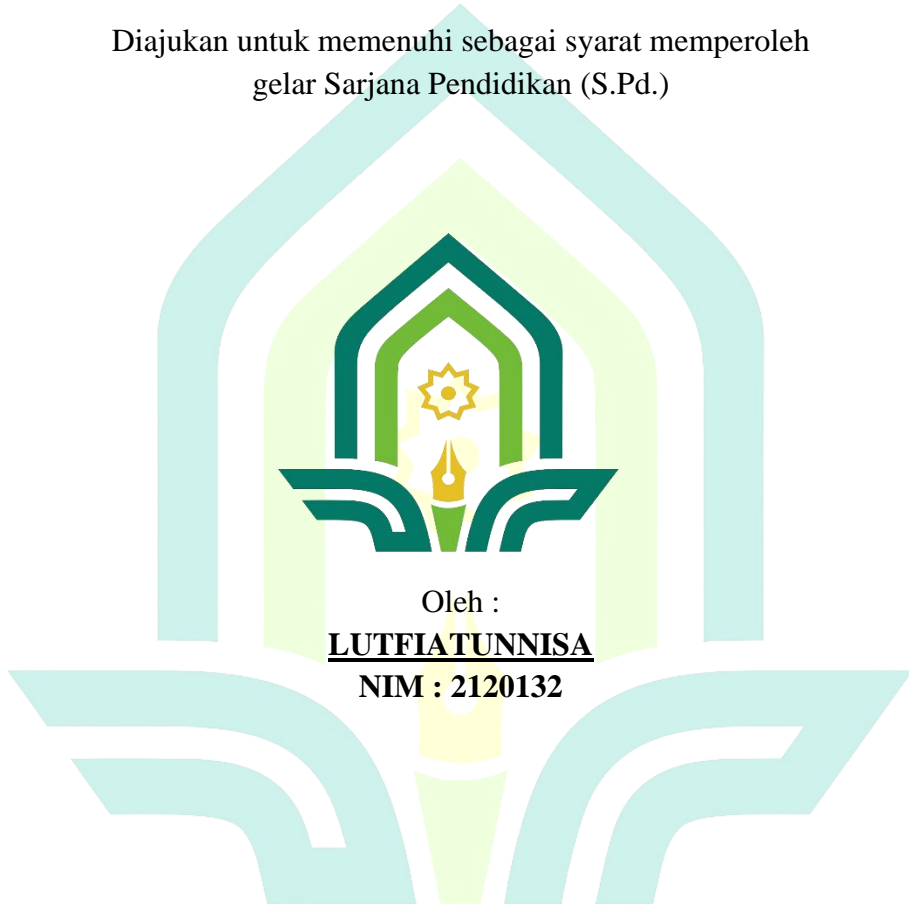 Diajukan untuk memenuhi sebagai syarat memperoleh
gelar Sarjana Pendidikan (S.Pd.)
Oleh :
LUTFIATUNNISA
NIM : 2120132